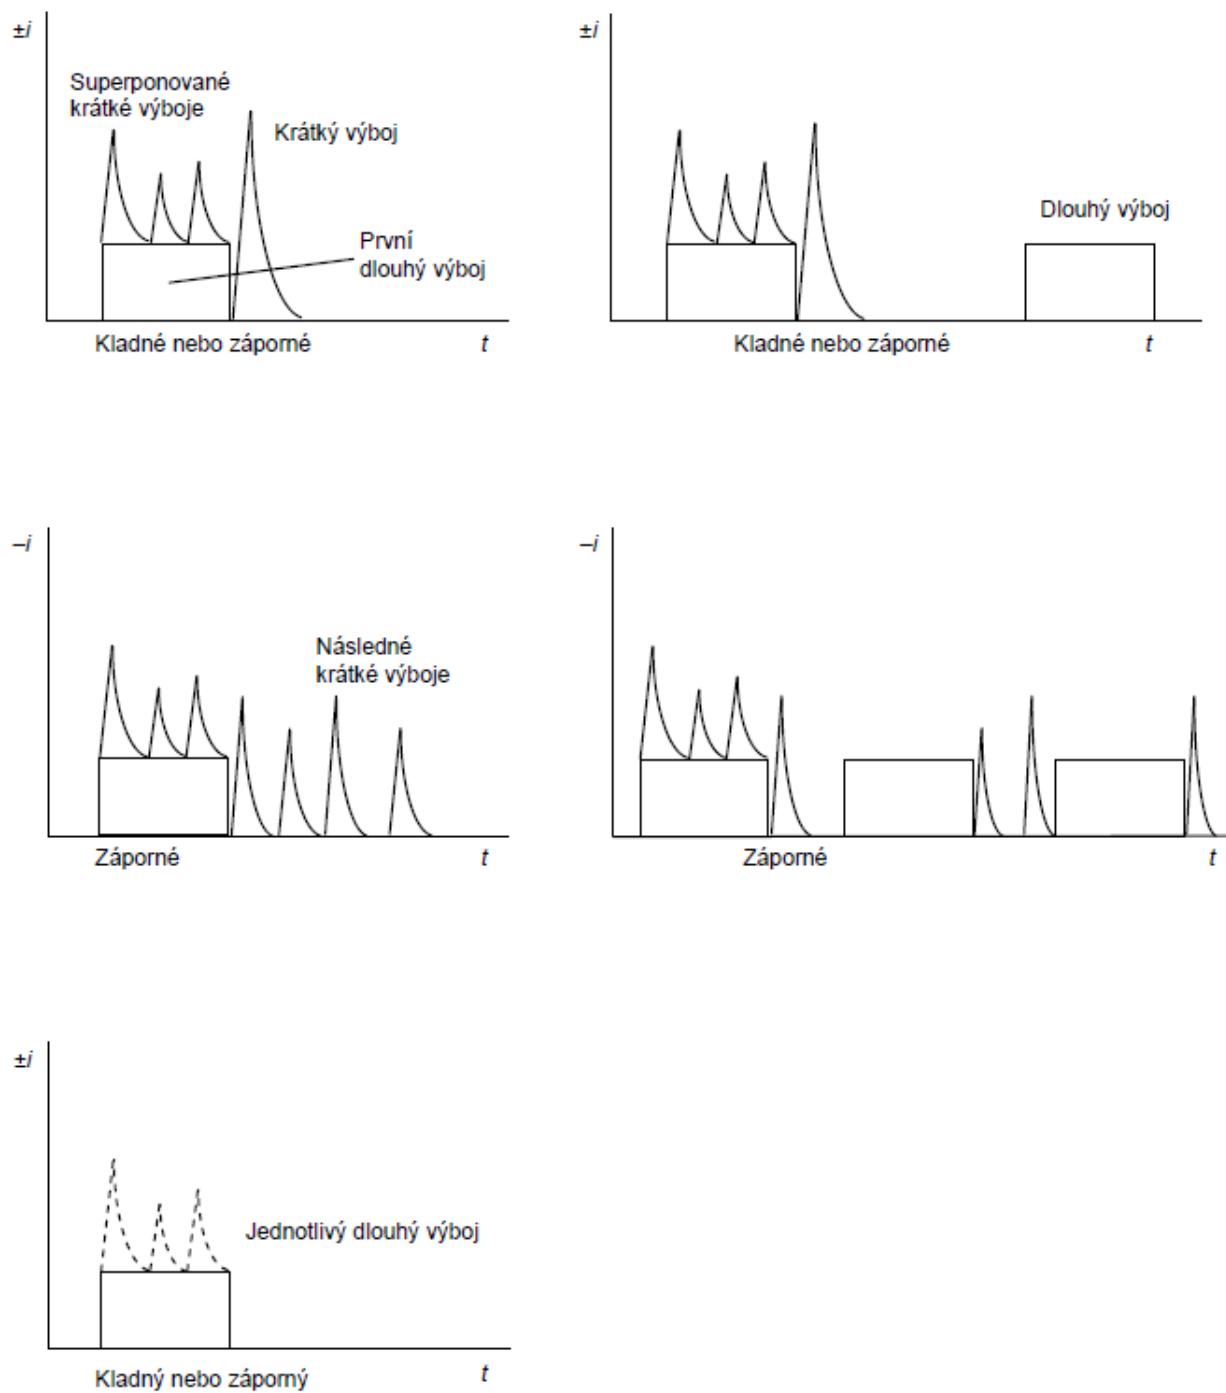 ±i
Superponované
krátké výboje
Krátký výboj
První
dlouhý výboj
Kladné nebo záporné
t
±i
Dlouhý výboj
Kladné nebo záporné
t
–i
Následné
krátké výboje
Záporné
t
–i
Záporné
t
±i
Jednotlivý dlouhý výboj
Kladný nebo záporný
t